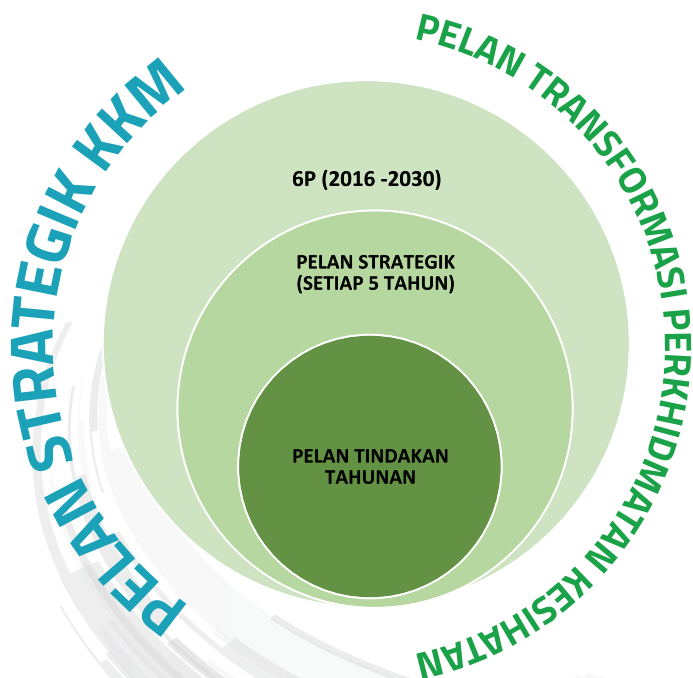 PELAN STRATEGIK KKM
PELAN TRANSFORMASI PERKHIDMATAN KESIHATAN
6P (2016 -2030)
PELAN STRATEGIK
(SETIAP 5 TAHUN)
PELAN TINDAKAN
TAHUNAN